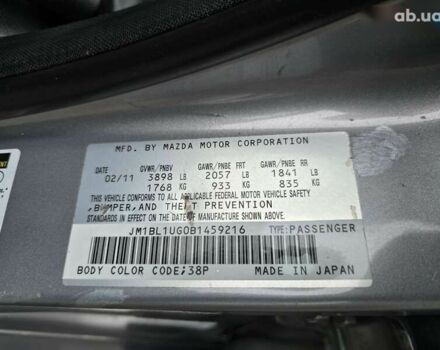 ab.ua
MFD. BY MAZDA MOTOR CORPORATION
DATE GVWR/PNBV GAWR/PNBE FRT GAWR/PNBE RR
02/11 3898 LB 2057 LB 1841 LB
1768 KG 933 KG 835 KG
THIS VEHICLE CONFORMS TO ALL APPLICABLE FEDERAL MOTOR VEHICLE SAFETY
, BUMPER, AND THEFT PREVENTION
STANDARDS IN EFFECT ON THE DATE OF MANUFACTURE SHOWN ABOVE.
JM1BL1UG0B1459216 TYPE:PASSENGER
BODY COLOR CODE;38P MADE IN JAPAN